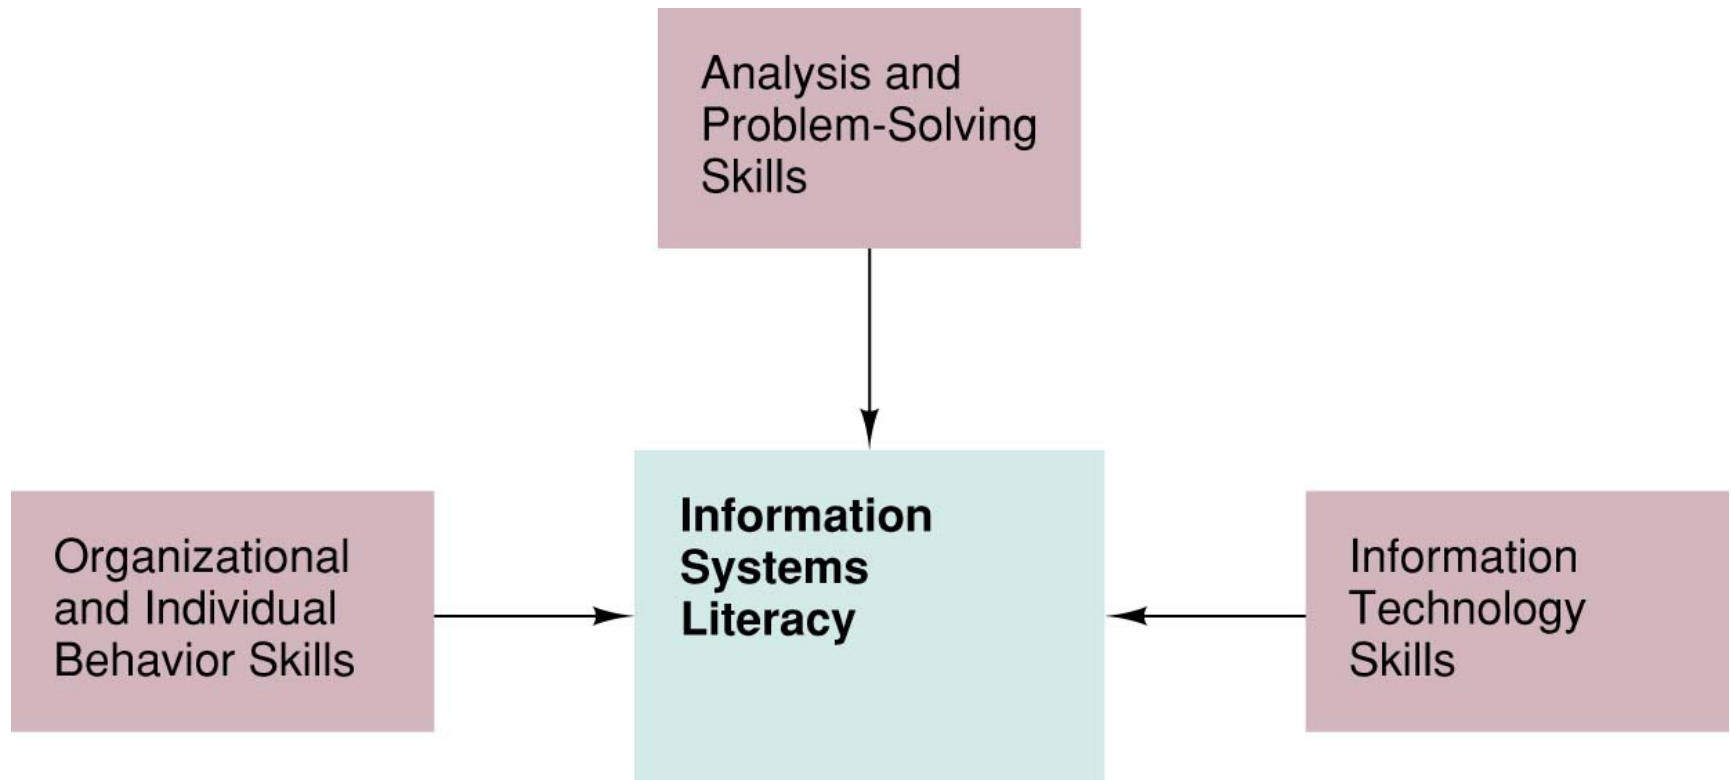 Analysis and
Problem-Solving
Skills
Organizational
and Individual
Behavior Skills
Information
Systems
Literacy
Information
Technology
Skills